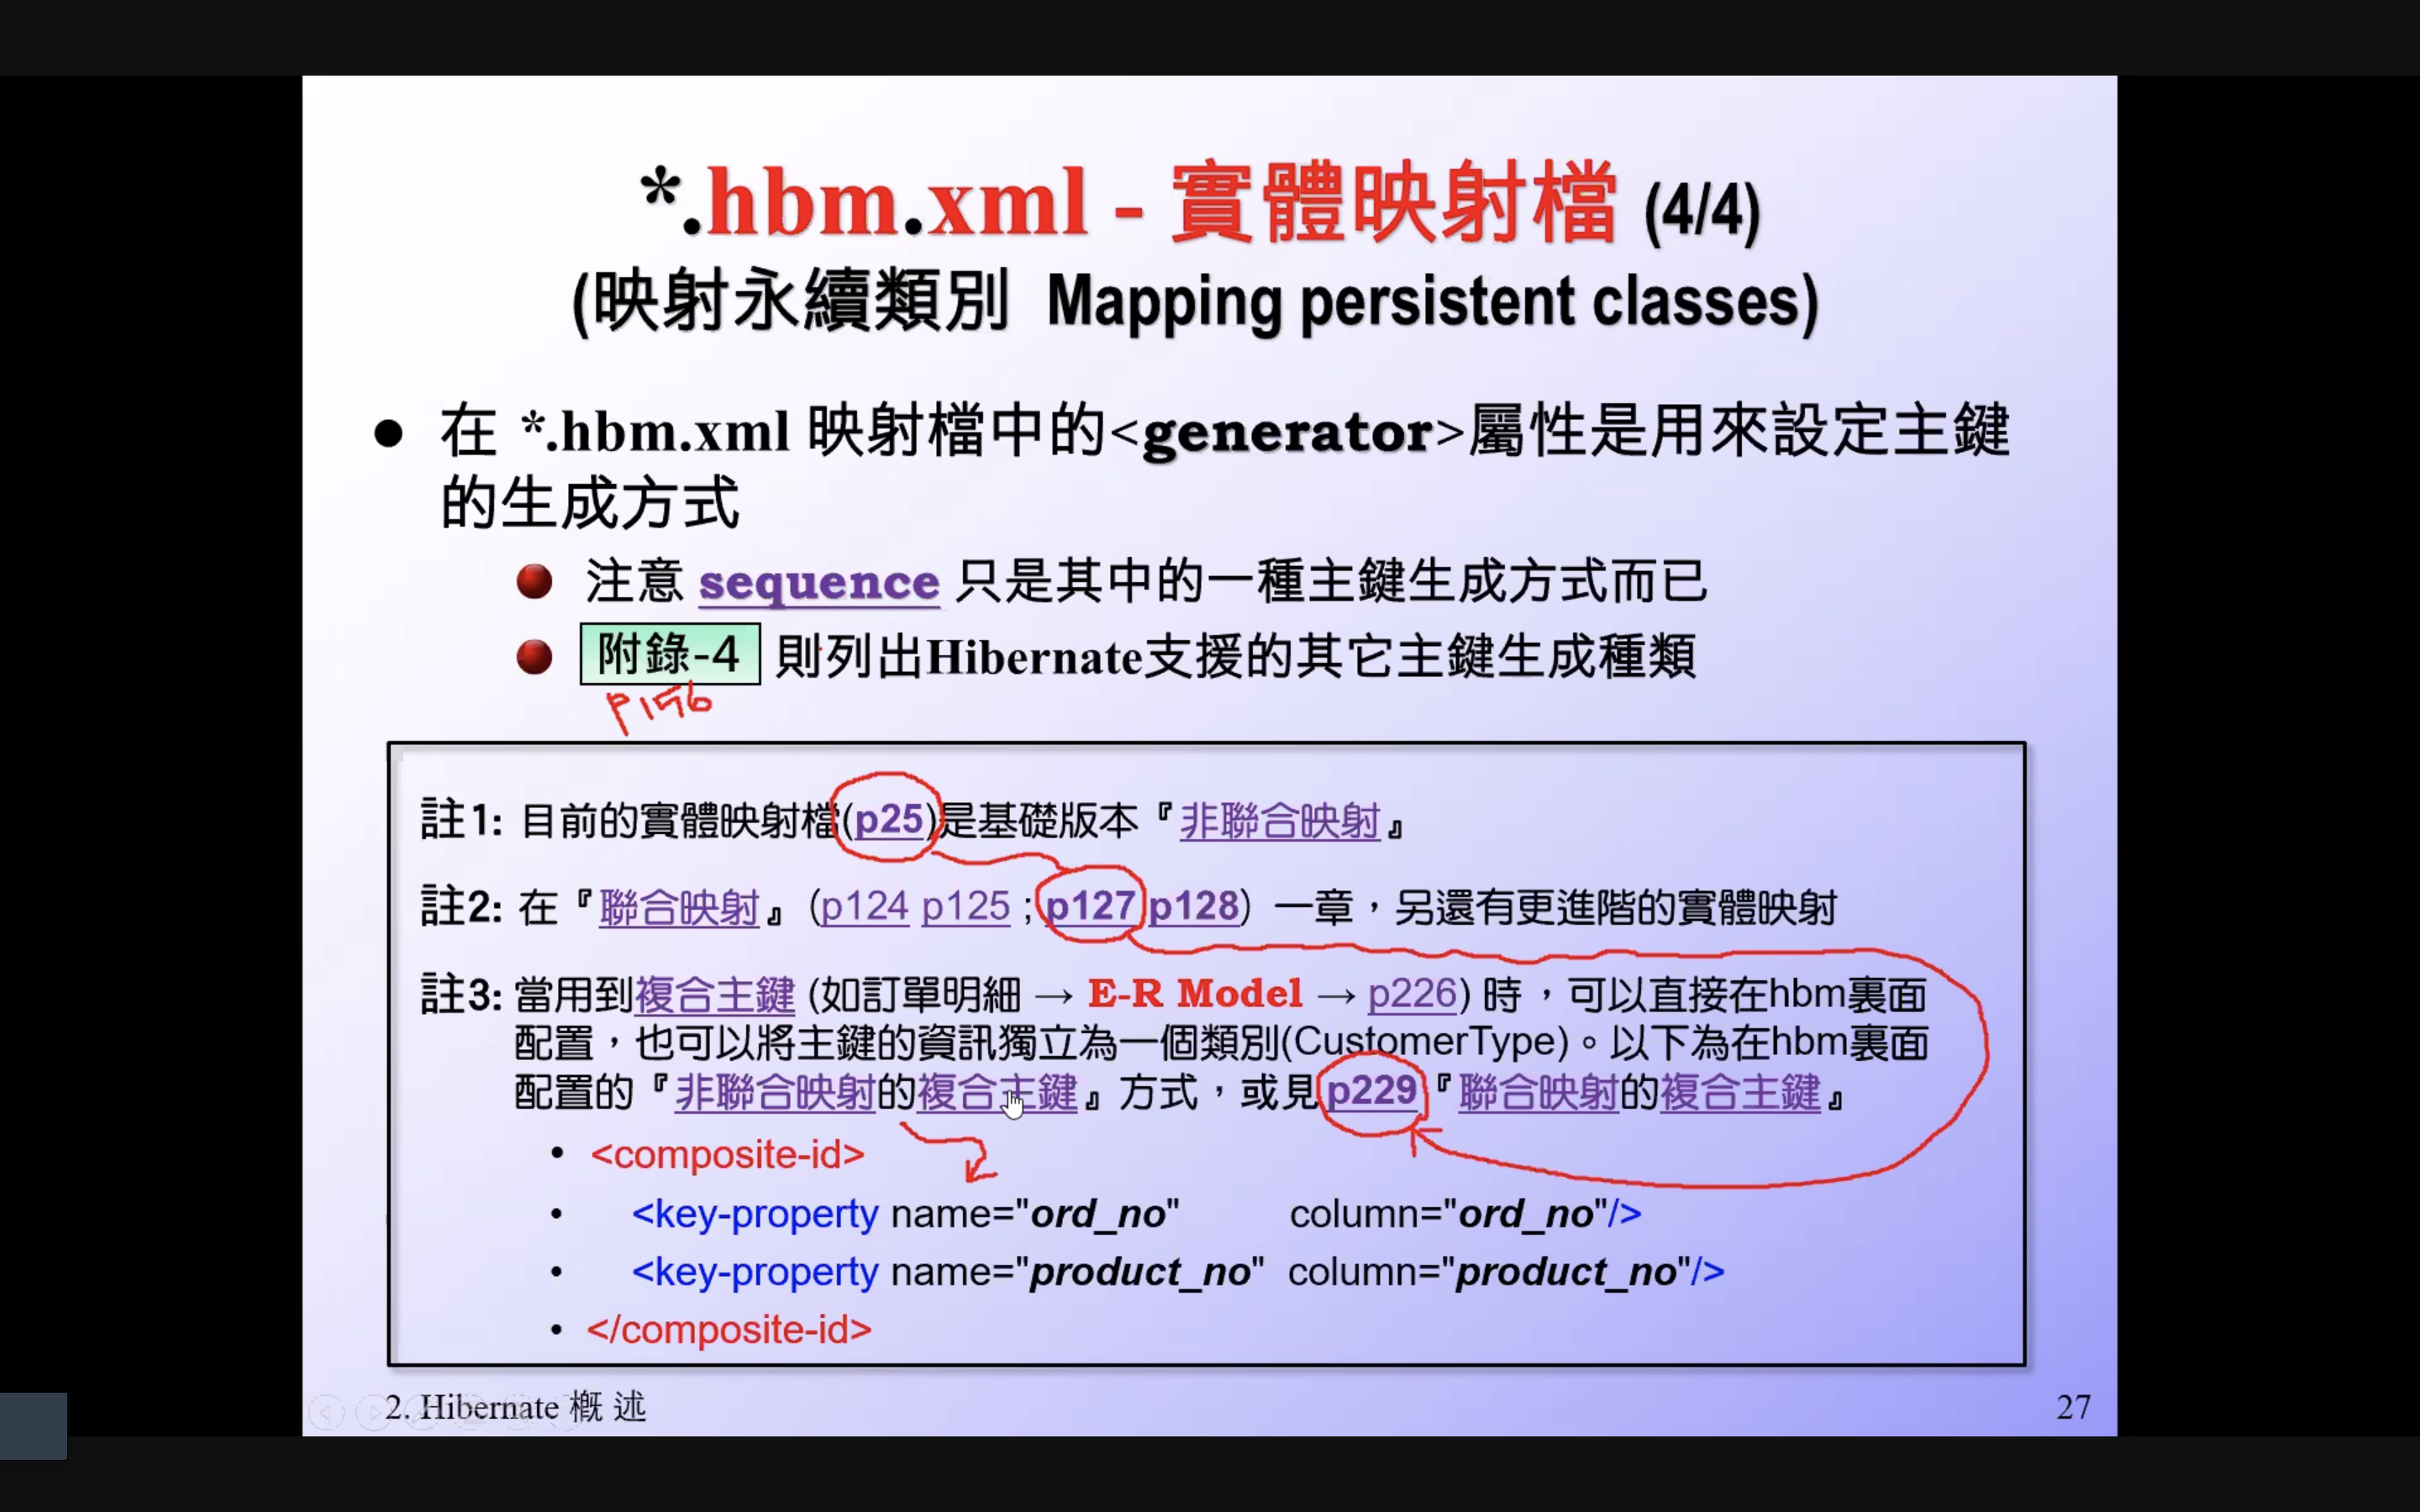 *.hbm.xml - 實體映射檔 (4/4)
(映射永續類別 Mapping persistent classes)
● 在 *.hbm.xml 映射檔中的<generator>屬性是用來設定主鍵
的生成方式
注意 sequence 只是其中的一種主鍵生成方式而已
附錄-4 則列出Hibernate支援的其它主鍵生成種類
P156
註1: 目前的實體映射檔(p25)是基礎版本『非聯合映射』
註2: 在『聯合映射』 (p124 p125 ; p127 p128) 一章，另還有更進階的實體映射
註3: 當用到複合主鍵 (如訂單明細 → E-R Model → p226) 時，可以直接在hbm裏面
配置，也可以將主鍵的資訊獨立為一個類別(CustomerType)。以下為在hbm裏面
配置的『非聯合映射的複合主鍵』方式，或見p229『聯合映射的複合主鍵』
• <composite-id>
• <key-property name="ord_no" column="ord_no"/>
• <key-property name="product_no" column="product_no"/>
• </composite-id>
2. Hibernate 概 述
27